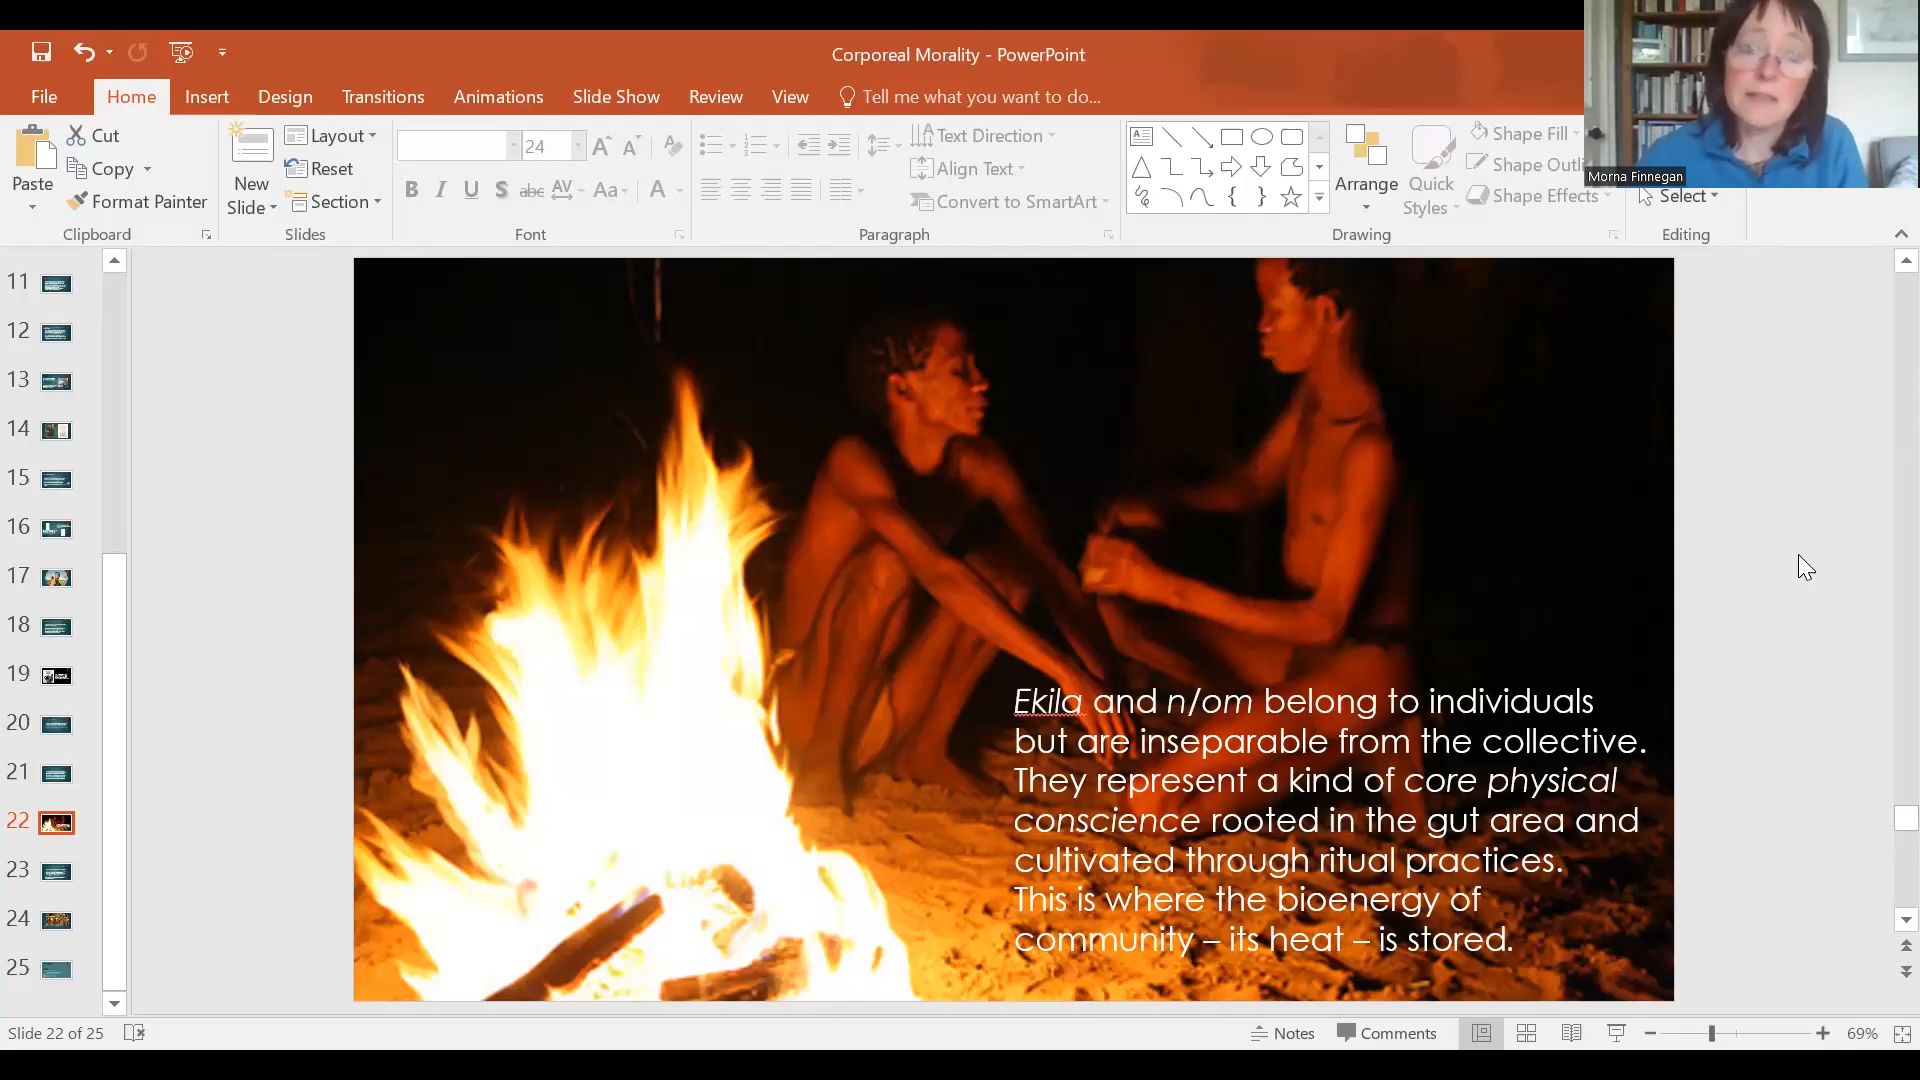 Corporeal Morality - PowerPoint
File Home Insert Design Transitions Animations Slide Show Review View Tell me what you want to do...
Morna Finnegan
Paste
Cut
Copy
Format Painter
Clipboard
New
Slide
Layout
Reset
Section
Slides
24
B I U S abc AV Aa A
Font
Text Direction
Align Text
Convert to SmartArt
Paragraph
Arrange
Quick
Styles
Shape Fill
Shape Outli
Shape Effects
Drawing
Select
Editing
11
12
13
14
15
16
17
18
19
20
21
22
23
24
25
Ekila and n/om belong to individuals
but are inseparable from the collective.
They represent a kind of core physical
conscience rooted in the gut area and
cultivated through ritual practices.
This is where the bioenergy of
community – its heat – is stored.
Slide 22 of 25
Notes Comments 69%